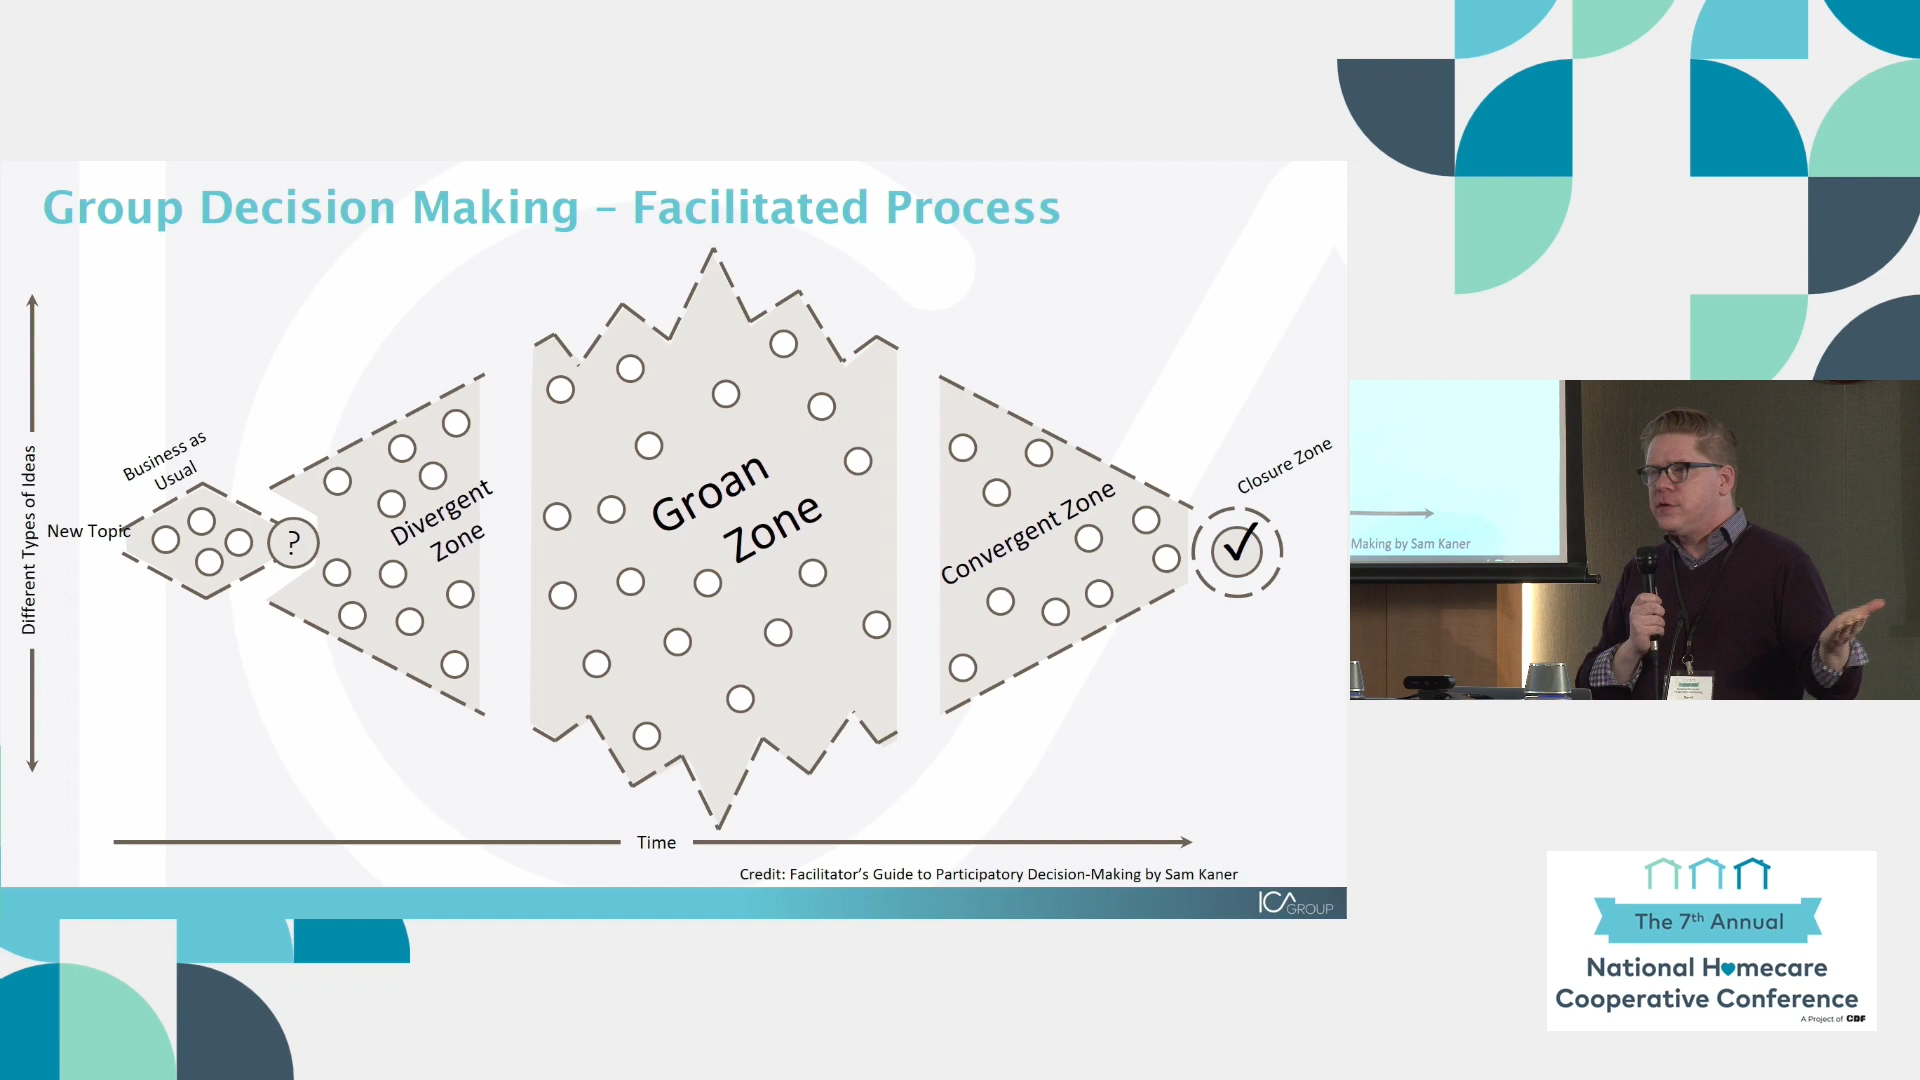 Group Decision Making – Facilitated Process
Different Types of Ideas
New Topic
Business as
Usual
?
Divergent
Zone
Groan
Zone
Convergent Zone
Closure Zone
Time
Credit: Facilitator's Guide to Participatory Decision-Making by Sam Kaner
ICA
GROUP
Making by Sam Kaner
The 7th Annual
National Homecare
Cooperative Conference
A Project of CDF